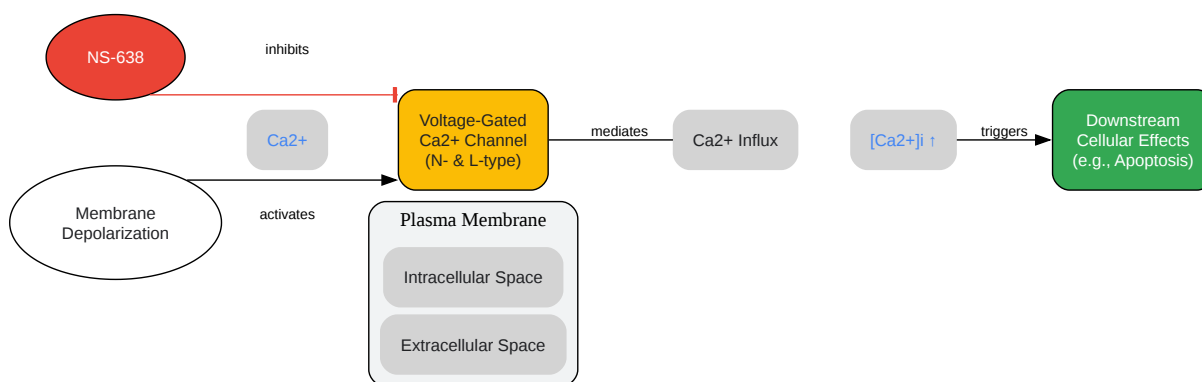 NS-638
inhibits
Ca2+
Membrane
Depolarization
activates
Voltage-Gated
Ca2+ Channel
(N- & L-type)
mediates
Ca2+ Influx
[Ca2+]i ↑
triggers
Downstream
Cellular Effects
(e.g., Apoptosis)
Plasma Membrane
Intracellular Space
Extracellular Space